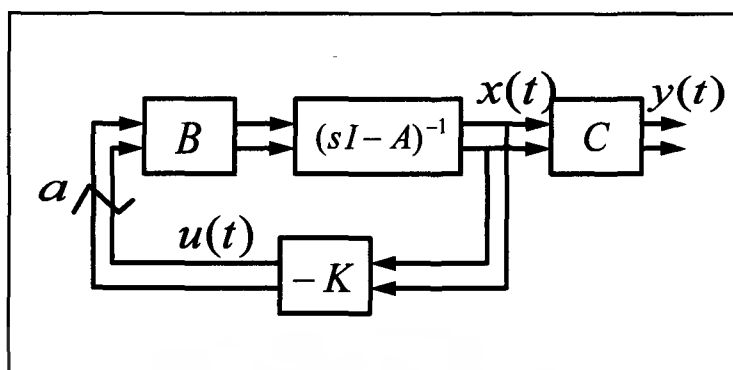 x(t)
y(t)
B
(sI – A)⁻¹
C
a
u(t)
– K